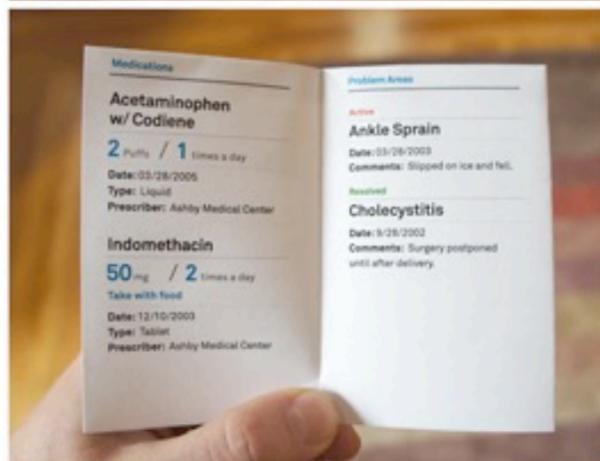 Medications
Acetaminophen
w/ Codiene
2 Puffs / 1 times a day
Date: 03/28/2005
Type: Liquid
Prescriber: Ashby Medical Center
Indomethacin
50 mg / 2 times a day
Take with food
Date: 12/10/2003
Type: Tablet
Prescriber: Ashby Medical Center
Problem Areas
Active
Ankle Sprain
Date: 03/28/2003
Comments: Slipped on ice and fell.
Resolved
Cholecystitis
Date: 9/28/2002
Comments: Surgery postponed
until after delivery.